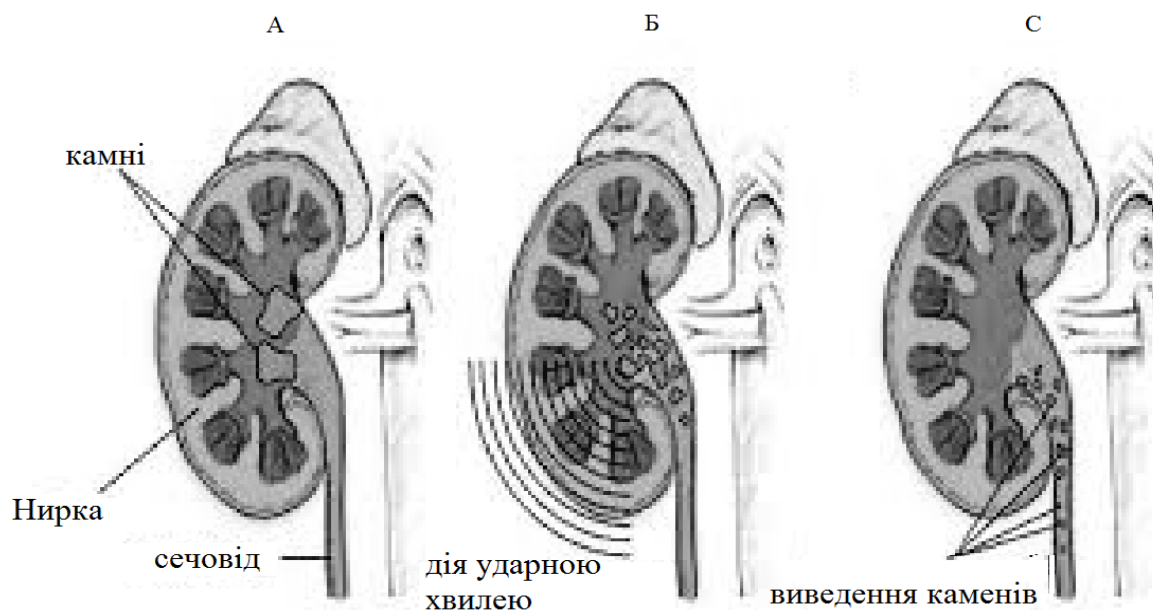 А
Б
С
камні
Нирка
сечовід
дія ударною
хвилею
виведення каменів